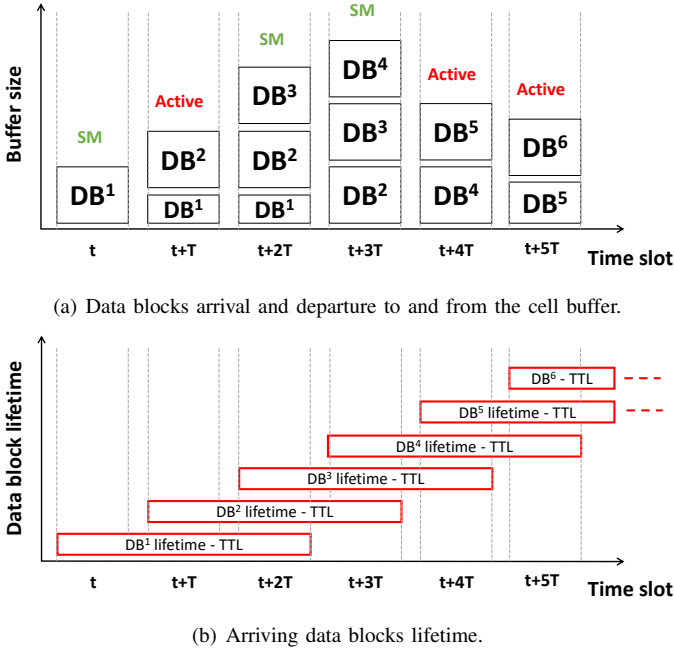 SM
SM
DB⁴
DB³
Active
Active
Active
DB²
DB³
DB⁵
DB⁶
SM
DB²
DB¹
DB¹
DB¹
DB²
DB⁴
DB⁵
Buffer size
t t+T t+2T t+3T t+4T t+5T
Time slot
(a) Data blocks arrival and departure to and from the cell buffer.
Data block lifetime
DB⁶ - TTL
DB⁵ lifetime - TTL
DB⁴ lifetime - TTL
DB³ lifetime - TTL
DB² lifetime - TTL
DB¹ lifetime - TTL
t t+T t+2T t+3T t+4T t+5T
Time slot
(b) Arriving data blocks lifetime.